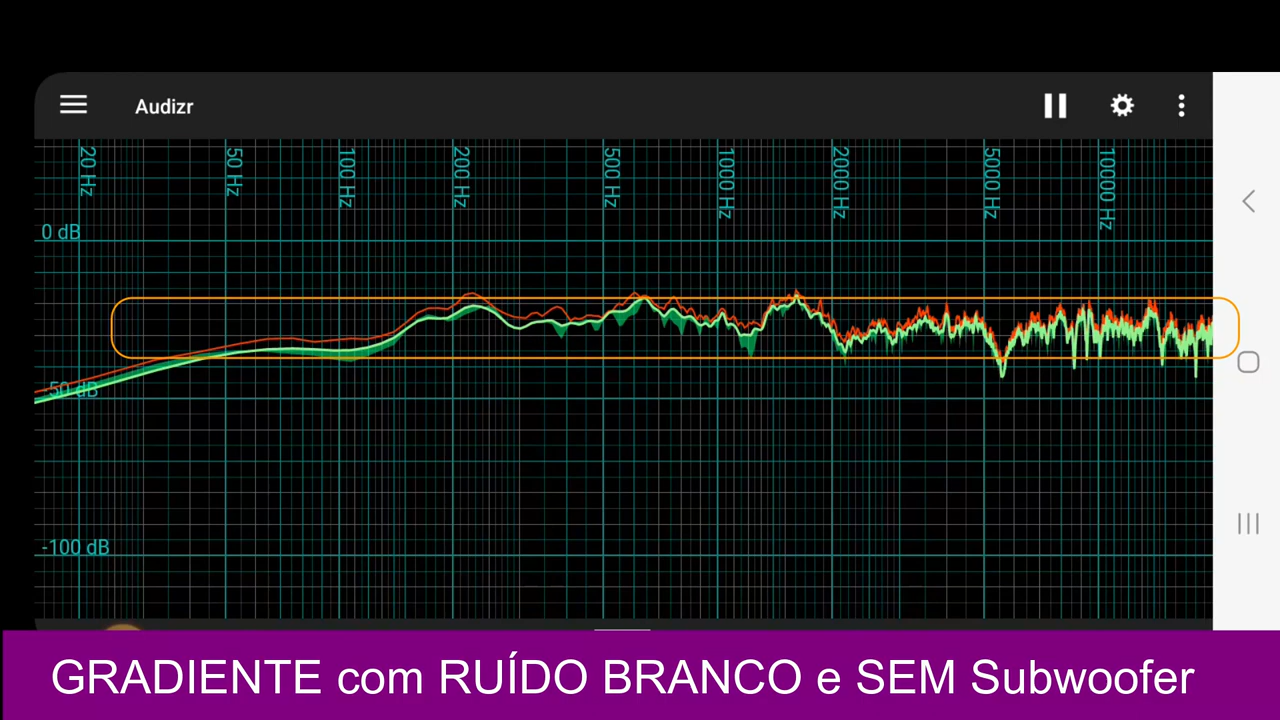 Audizr
20 Hz
50 Hz
100 Hz
200 Hz
500 Hz
1000 Hz
2000 Hz
5000 Hz
10000 Hz
0 dB
-50 dB
-100 dB
GRADIENTE com RUÍDO BRANCO e SEM Subwoofer